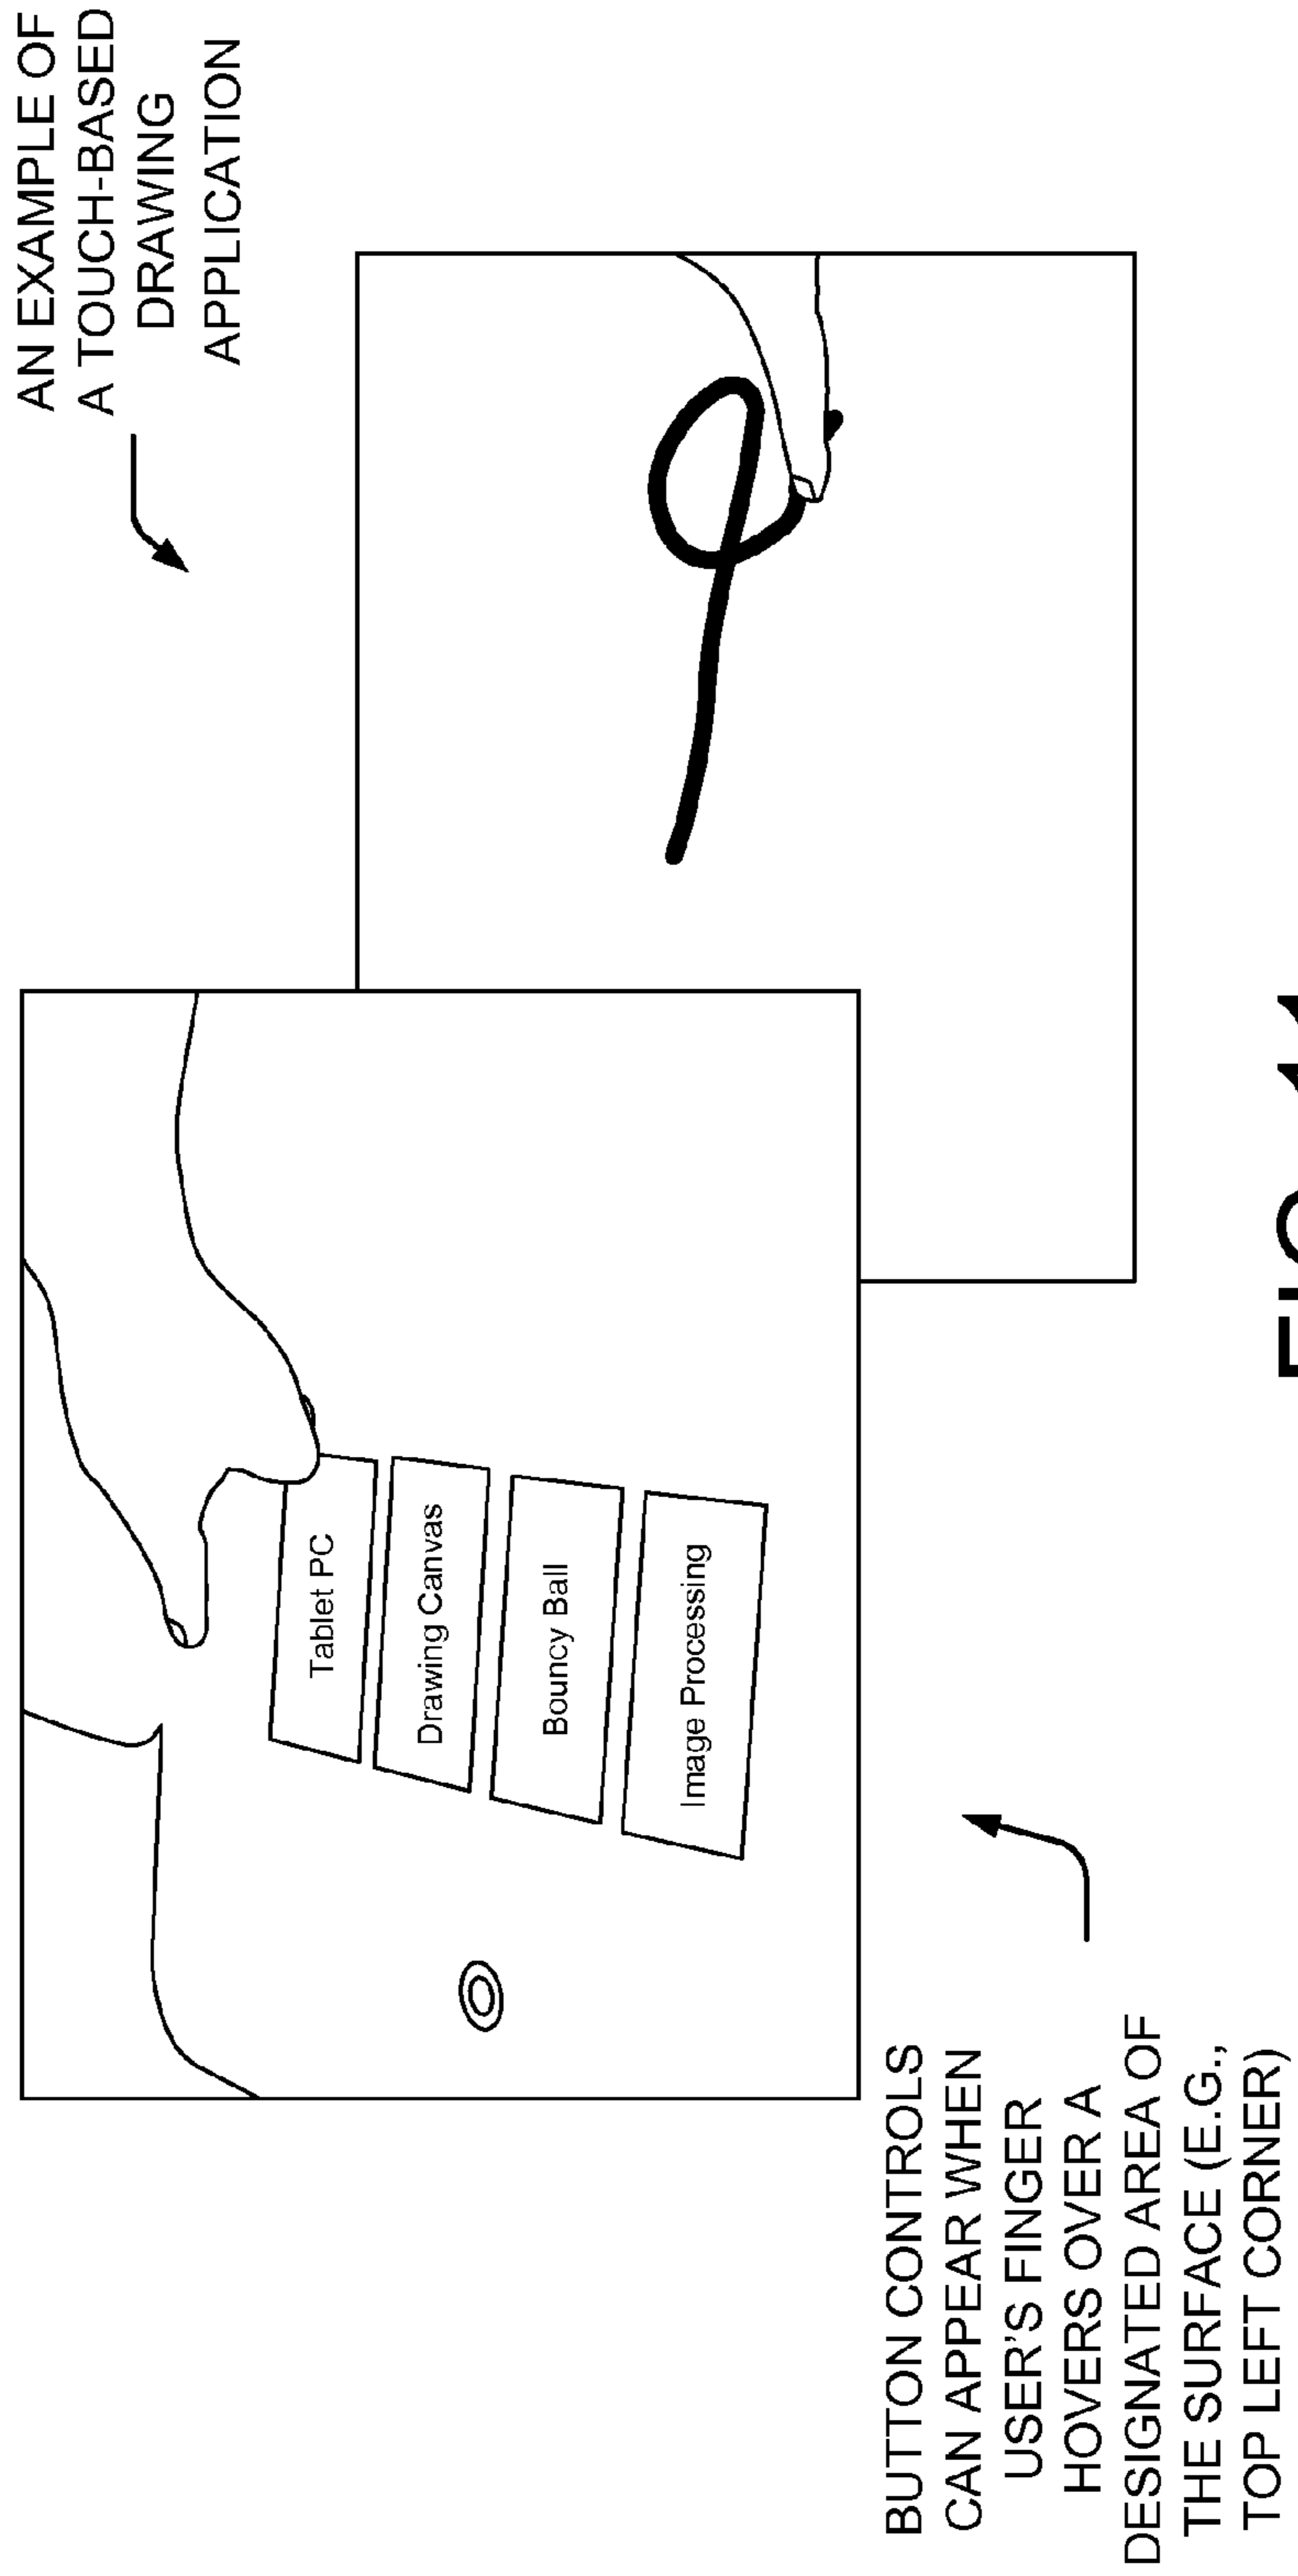 AN EXAMPLE OF
A TOUCH-BASED
DRAWING
APPLICATION
Tablet PC
Drawing Canvas
Bouncy Ball
Image Processing
BUTTON CONTROLS
CAN APPEAR WHEN
USER'S FINGER
HOVERS OVER A
DESIGNATED AREA OF
THE SURFACE (E.G.,
TOP LEFT CORNER)